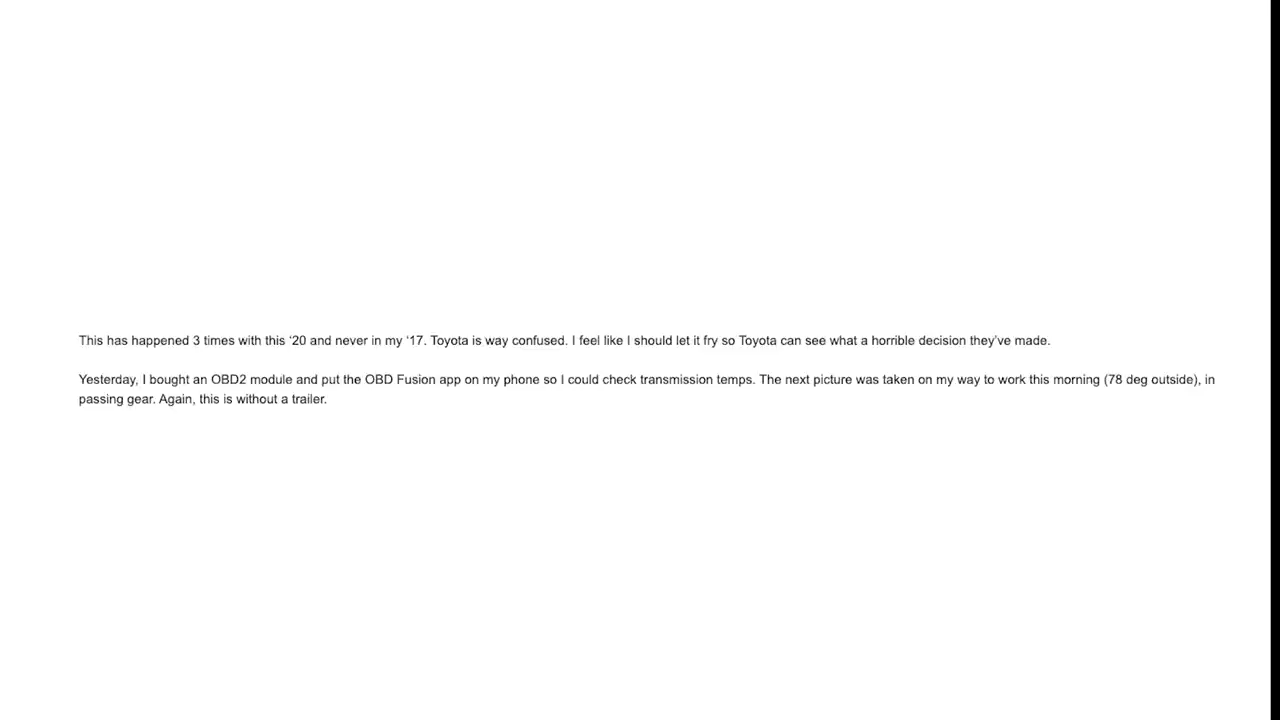 This has happened 3 times with this ‘20 and never in my ‘17. Toyota is way confused. I feel like I should let it fry so Toyota can see what a horrible decision they’ve made.
Yesterday, I bought an OBD2 module and put the OBD Fusion app on my phone so I could check transmission temps. The next picture was taken on my way to work this morning (78 deg outside), in
passing gear. Again, this is without a trailer.